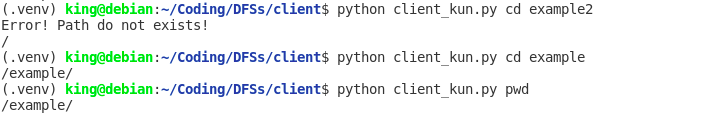 (.venv) king@debian:~/Coding/DFSs/client$ python client_kun.py cd example2
Error! Path do not exists!
/
(.venv) king@debian:~/Coding/DFSs/client$ python client_kun.py cd example
/example/
(.venv) king@debian:~/Coding/DFSs/client$ python client_kun.py pwd
/example/